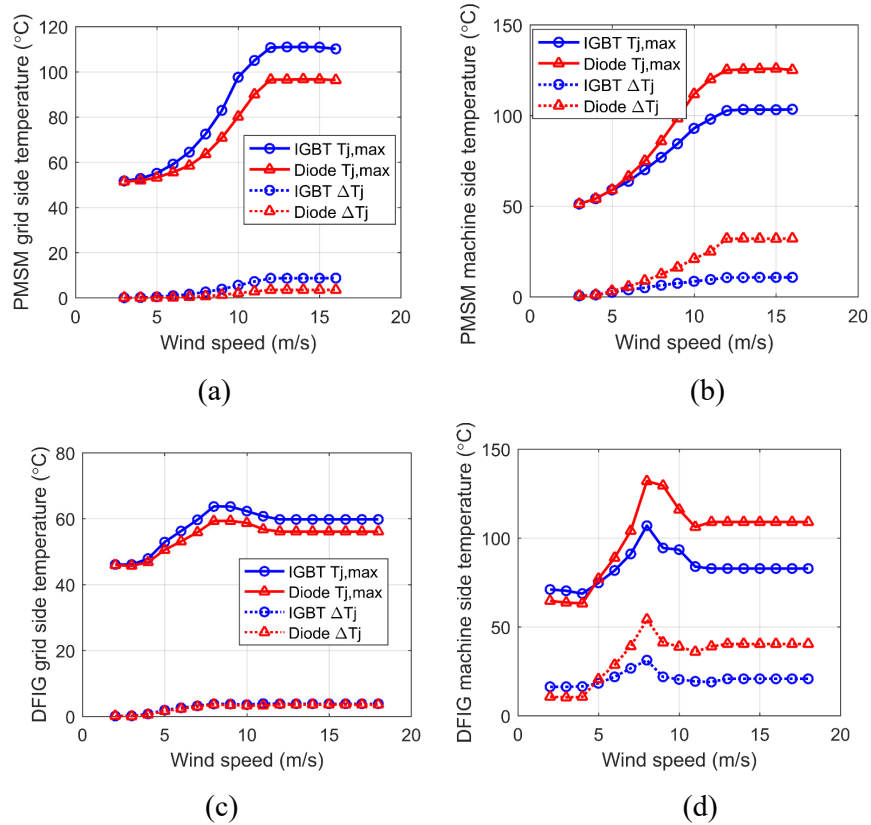 PMSM grid side temperature (°C)
120
100
80
60
40
20
0
0
5
10
15
20
Wind speed (m/s)
IGBT Tj,max
Diode Tj,max
IGBT ΔTj
Diode ΔTj
(a)
PMSM machine side temperature (°C)
150
100
50
0
0
5
10
15
20
Wind speed (m/s)
IGBT Tj,max
Diode Tj,max
IGBT ΔTj
Diode ΔTj
(b)
DFIG grid side temperature (°C)
80
60
40
20
0
0
5
10
15
20
Wind speed (m/s)
IGBT Tj,max
Diode Tj,max
IGBT ΔTj
Diode ΔTj
(c)
DFIG machine side temperature (°C)
150
100
50
0
0
5
10
15
20
Wind speed (m/s)
(d)